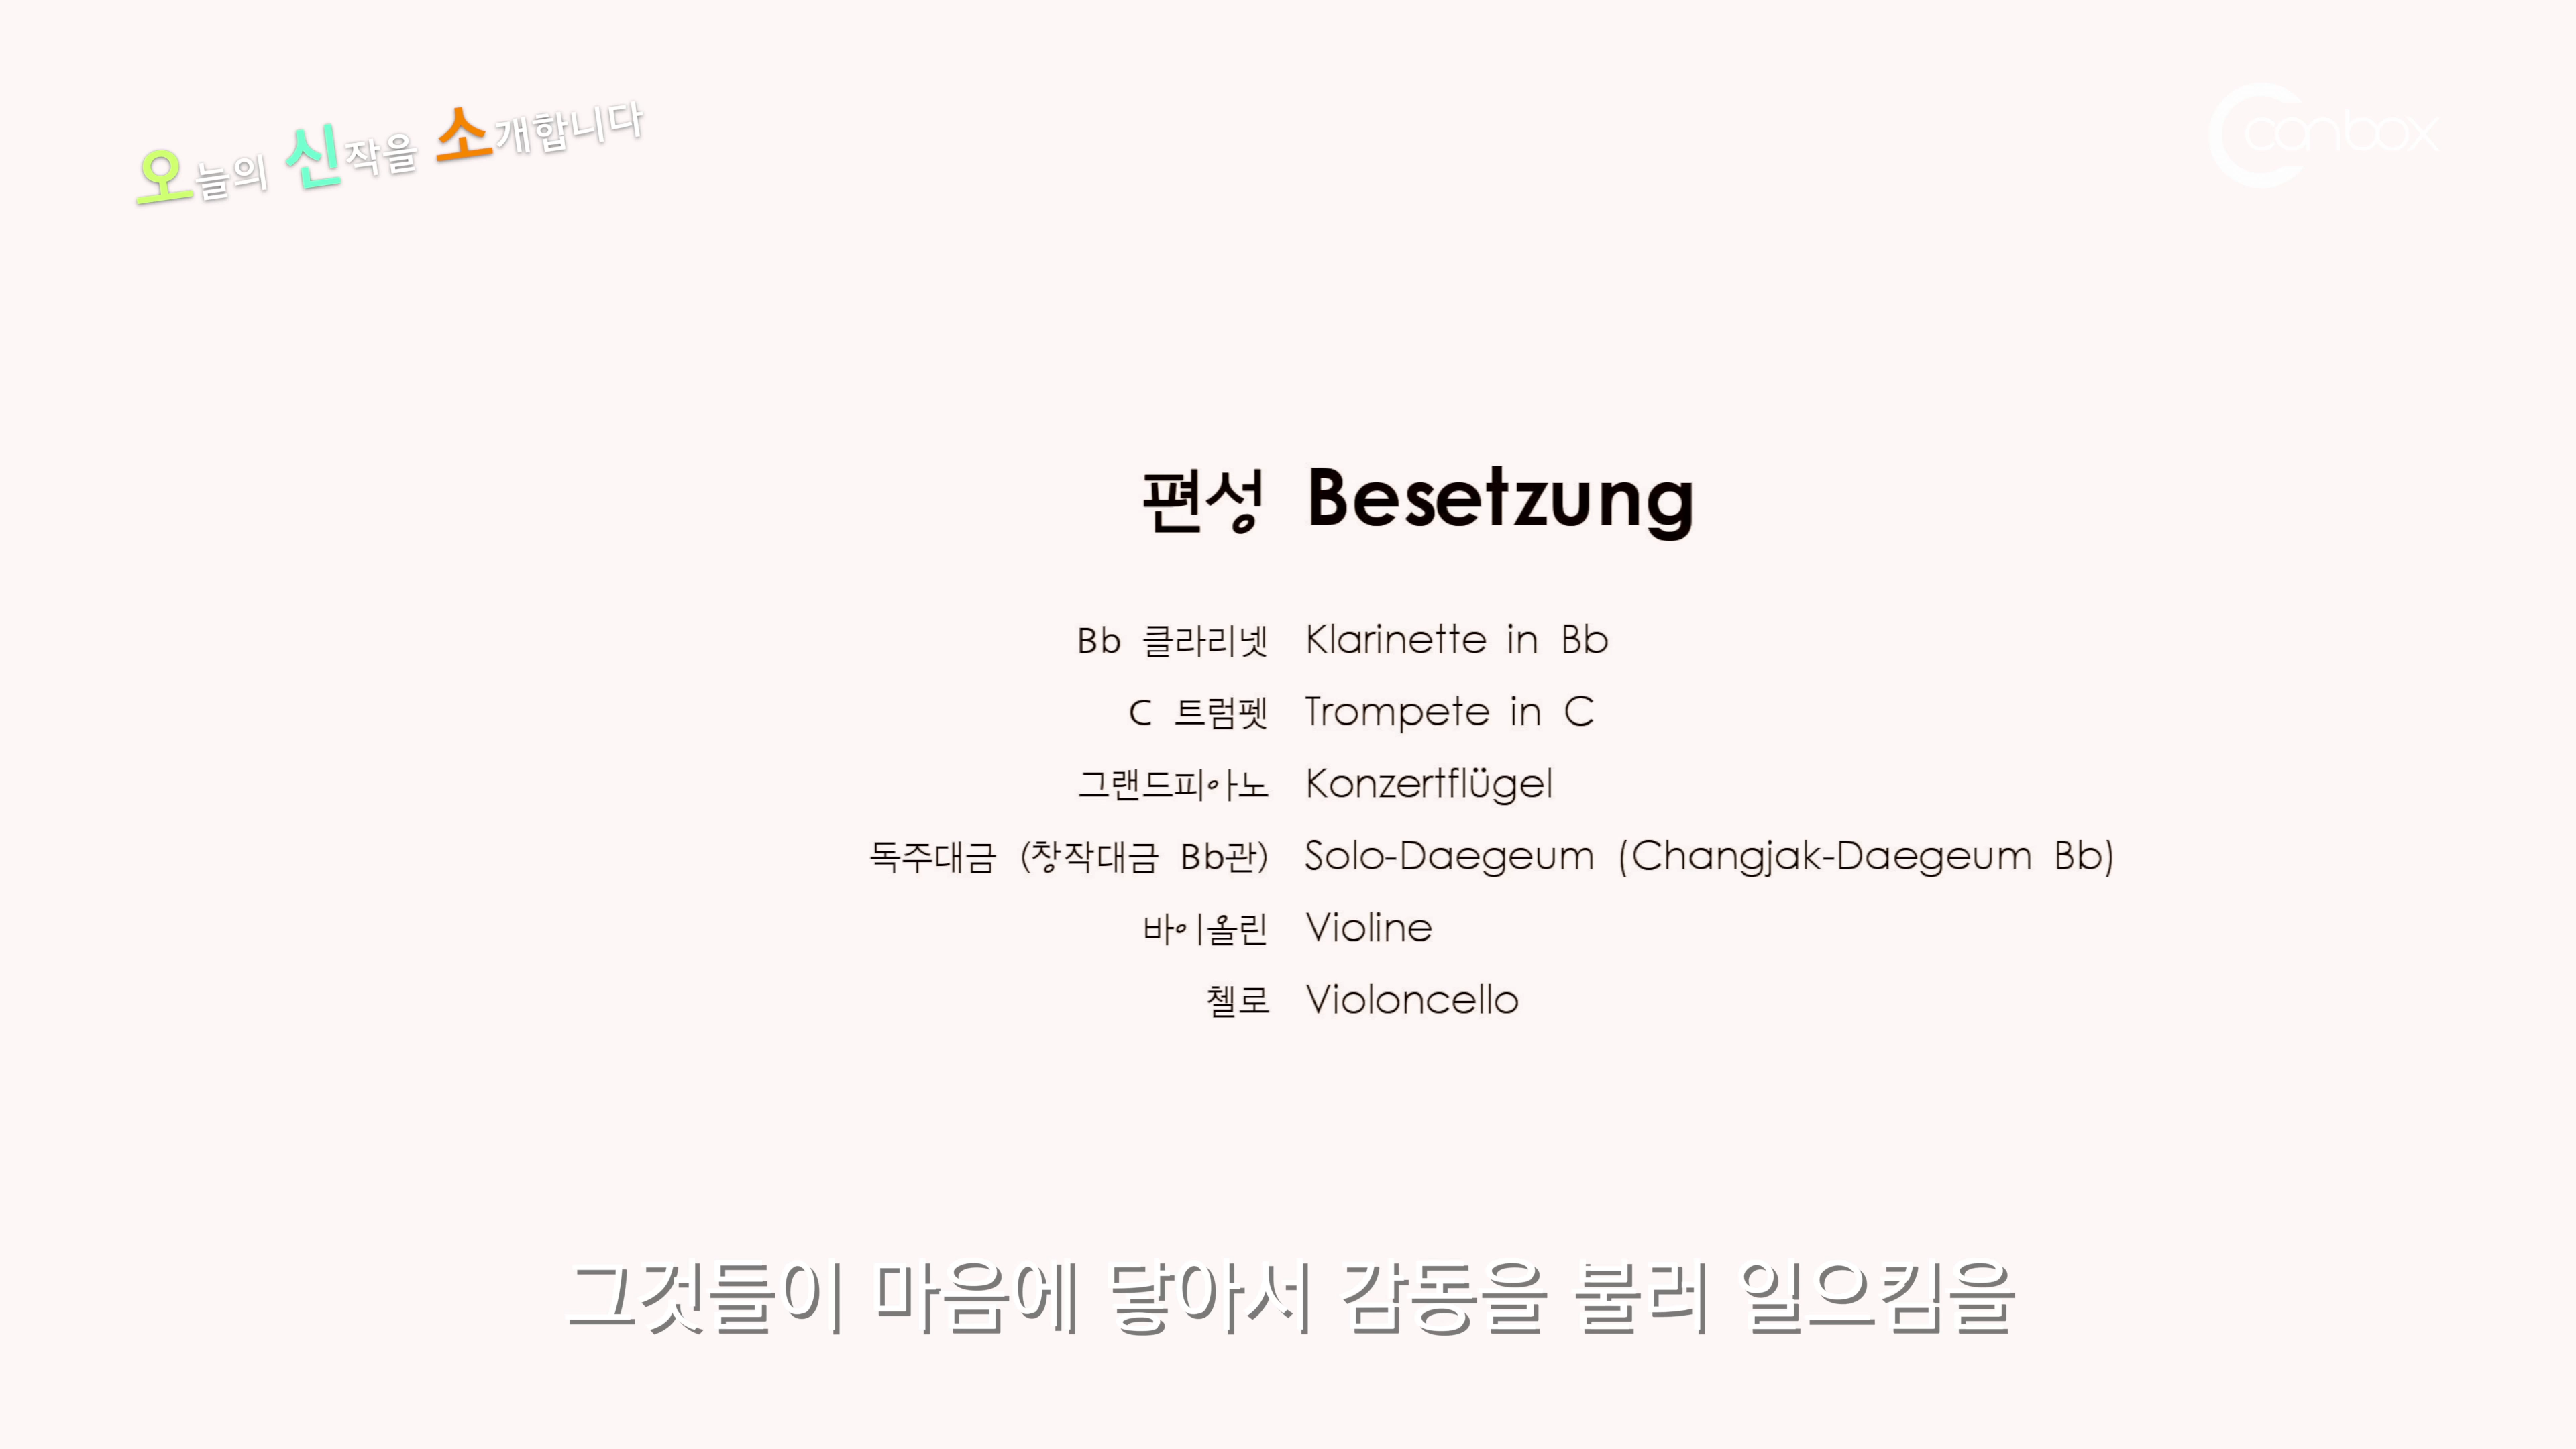 오늘의 신작을 소개합니다
canbox
편성 Besetzung
Bb 클라리넷 Klarinette in Bb
C 트럼펫 Trompete in C
그랜드피아노 Konzertflügel
독주대금 (창작대금 Bb관) Solo-Daegeum (Changjak-Daegeum Bb)
바이올린 Violine
첼로 Violoncello
그것들이 마음에 닿아서 감동을 불러 일으킴을